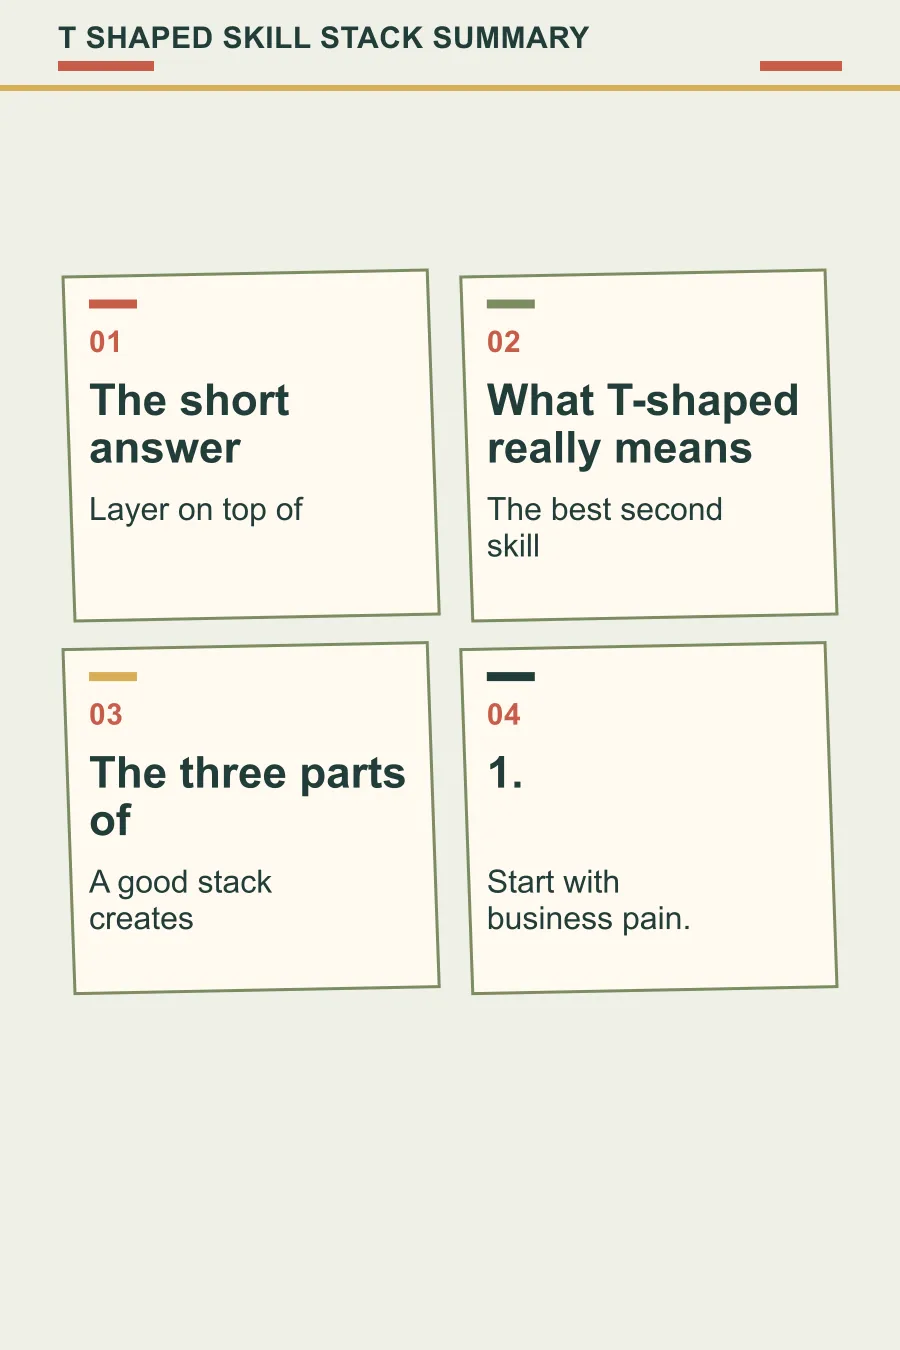 T SHAPED SKILL STACK SUMMARY
01
The short
answer
Layer on top of
02
What T-shaped
really means
The best second
skill
03
The three parts
of
A good stack
creates
04
1.
Start with
business pain.